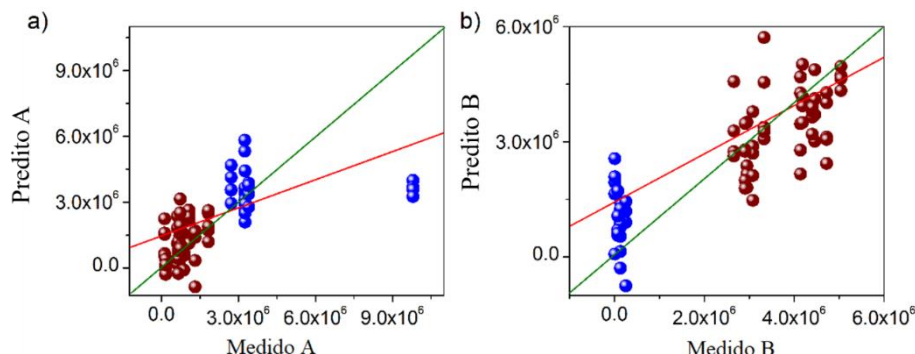 a)
9.0x10⁶
6.0x10⁶
3.0x10⁶
0.0
Predito A
0.0 3.0x10⁶ 6.0x10⁶ 9.0x10⁶
Medido A
b)
6.0x10⁶
3.0x10⁶
0.0
Predito B
0.0 2.0x10⁶ 4.0x10⁶ 6.0x10⁶
Medido B